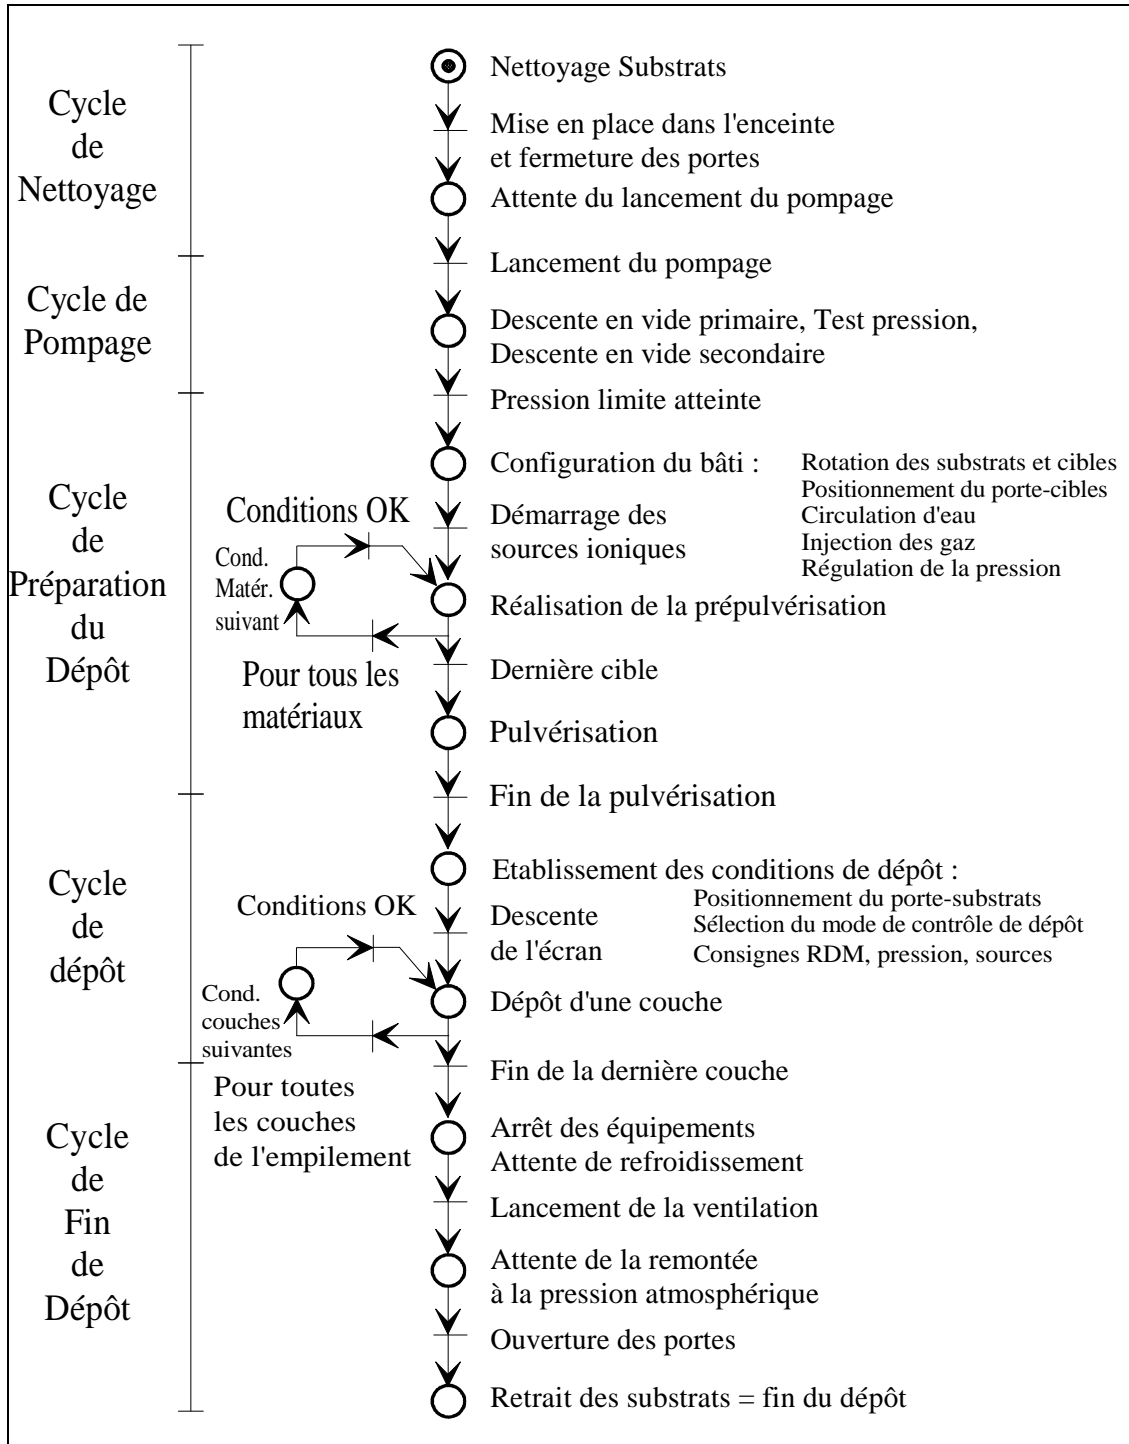 Cycle
de
Nettoyage
Nettoyage Substrats
Mise en place dans l'enceinte
et fermeture des portes
Attente du lancement du pompage
Lancement du pompage
Cycle de
Pompage
Descente en vide primaire, Test pression,
Descente en vide secondaire
Pression limite atteinte
Cycle
de
Préparation
du
Dépôt
Configuration du bâti :
Rotation des substrats et cibles
Positionnement du porte-cibles
Circulation d'eau
Injection des gaz
Régulation de la pression
Démarrage des
sources ioniques
Conditions OK
Cond.
Matér.
suivant
Réalisation de la prépulvérisation
Pour tous les
matériaux
Dernière cible
Pulvérisation
Fin de la pulvérisation
Cycle
de
dépôt
Etablissement des conditions de dépôt :
Positionnement du porte-substrats
Sélection du mode de contrôle de dépôt
Consignes RDM, pression, sources
Descente
de l'écran
Conditions OK
Cond.
couches
suivantes
Dépôt d'une couche
Fin de la dernière couche
Pour toutes
les couches
de l'empilement
Cycle
de
Fin
de
Dépôt
Arrêt des équipements
Attente de refroidissement
Lancement de la ventilation
Attente de la remontée
à la pression atmosphérique
Ouverture des portes
Retrait des substrats = fin du dépôt